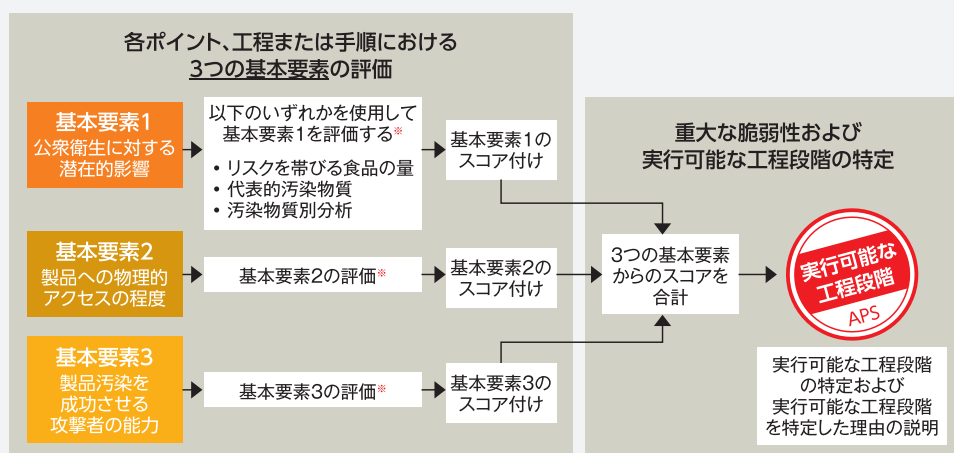 各ポイント、工程または手順における
3つの基本要素の評価
基本要素1
公衆衛生に対する
潜在的影響
以下のいずれかを使用して
基本要素1を評価する※
・リスクを帯びる食品の量
・代表的汚染物質
・汚染物質別分析
基本要素1の
スコア付け
基本要素2
製品への物理的
アクセスの程度
基本要素2の評価※
基本要素2の
スコア付け
基本要素3
製品汚染を
成功させる
攻撃者の能力
基本要素3の評価※
基本要素3の
スコア付け
重大な脆弱性および
実行可能な工程段階の特定
3つの基本要素
からのスコアを
合計
実行可能な
工程段階
APS
実行可能な工程段階
の特定および
実行可能な工程段階
を特定した理由の説明